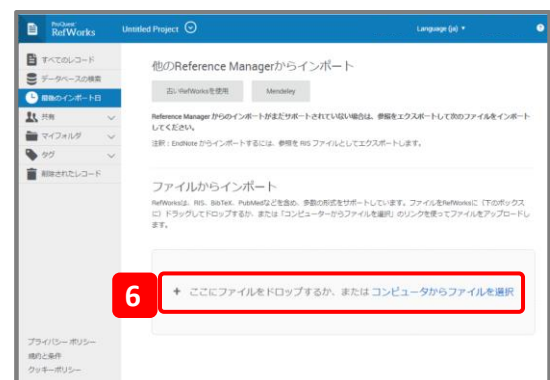 ProQuest
RefWorks
Untitled Project
Language (ja)
すべてのレコード
データベースの検索
最後のインポート日
共有
マイフォルダ
タグ
削除されたレコード
他のReference Managerからインポート
古いRefWorksを使用
Mendeley
Reference Manager からのインポートがまだサポートされていない場合は、参照をエクスポートして次のファイルをインポート
してください。
注釈：EndNote からインポートするには、参照を RIS ファイルとしてエクスポートします。
ファイルからインポート
RefWorksは、RIS、BibTeX、PubMedなどを含め、多数の形式をサポートしています。ファイルをRefWorksに（下のボックス
に）ドラッグしてドロップするか、または「コンピューターからファイルを選択」のリンクを使ってファイルをアップロードし
ます。
6
+ ここにファイルをドロップするか、または コンピュータからファイルを選択
プライバシー ポリシー
規約と条件
クッキーポリシー